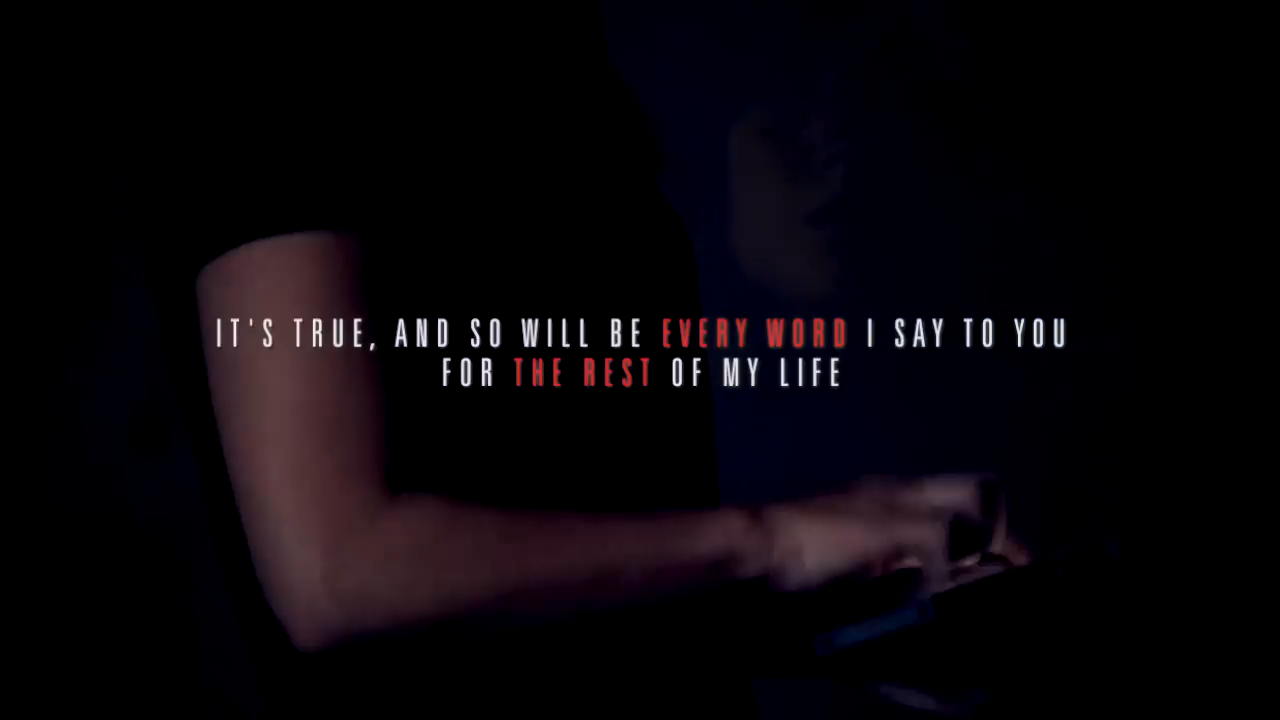 IT'S TRUE, AND SO WILL BE EVERY WORD I SAY TO YOU
FOR THE REST OF MY LIFE